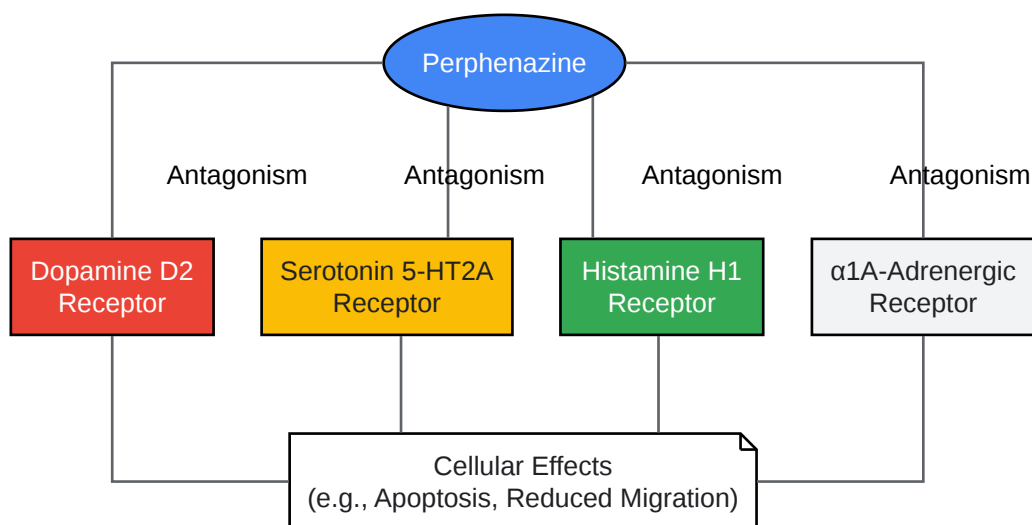 Perphenazine
Antagonism
Antagonism
Antagonism
Antagonism
Dopamine D2
Receptor
Serotonin 5-HT2A
Receptor
Histamine H1
Receptor
α1A-Adrenergic
Receptor
Cellular Effects
(e.g., Apoptosis, Reduced Migration)